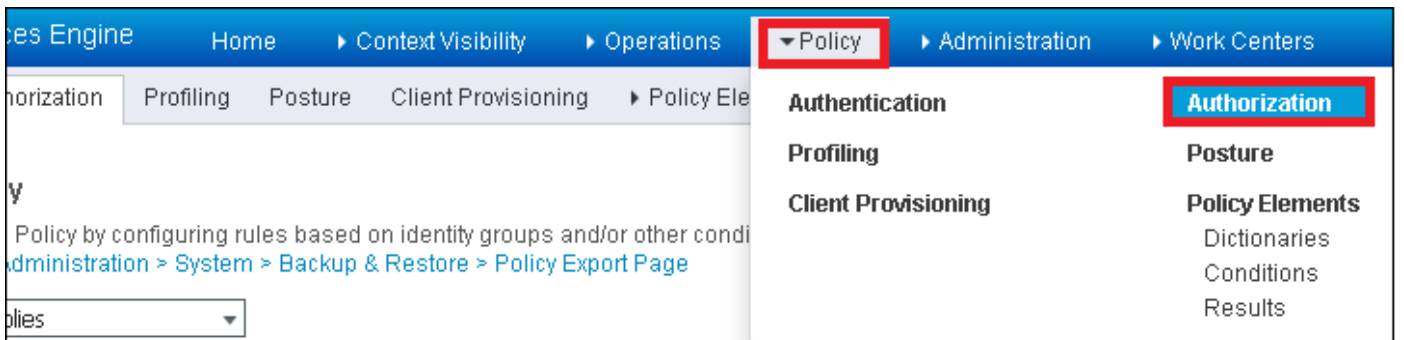 ces Engine Home Context Visibility Operations Policy Administration Work Centers
horization Profiling Posture Client Provisioning Policy Ele
Authentication Authorization
Profiling Posture
Client Provisioning Policy Elements
Dictionaries
Conditions
Results
y
Policy by configuring rules based on identity groups and/or other condi
Administration > System > Backup & Restore > Policy Export Page
plies